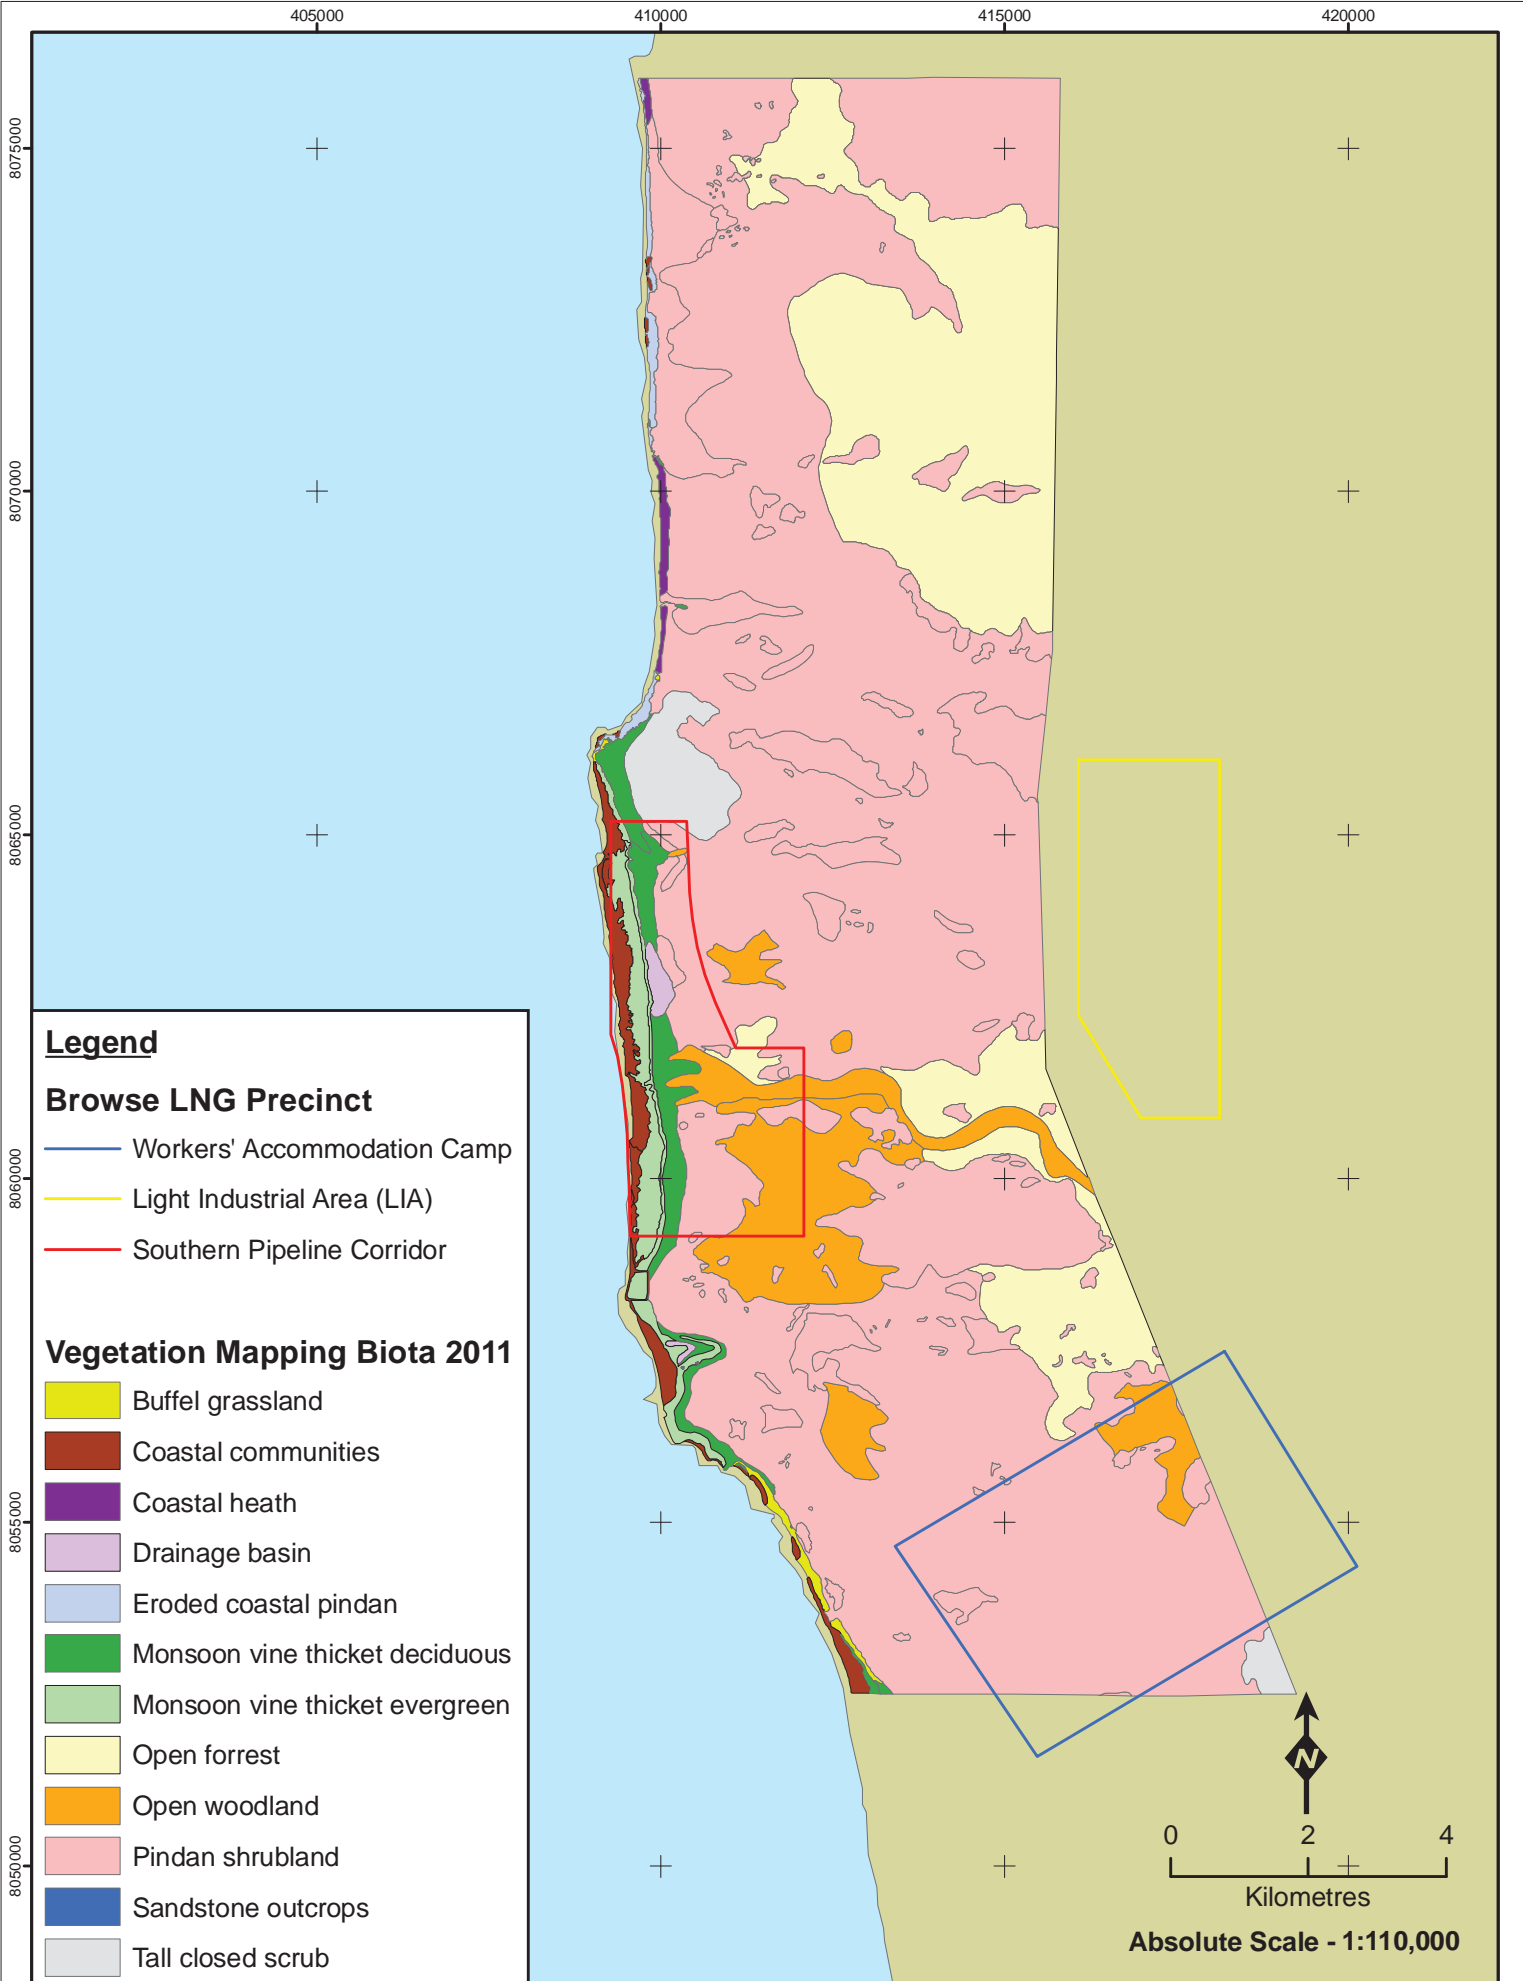 405000 410000 415000 420000
8075000
8070000
8065000
8060000
8055000
8050000
Legend
Browse LNG Precinct
Workers' Accommodation Camp
Light Industrial Area (LIA)
Southern Pipeline Corridor
Vegetation Mapping Biota 2011
Buffel grassland
Coastal communities
Coastal heath
Drainage basin
Eroded coastal pindan
Monsoon vine thicket deciduous
Monsoon vine thicket evergreen
Open forrest
Open woodland
Pindan shrubland
Sandstone outcrops
Tall closed scrub
N
0 2 4
Kilometres
Absolute Scale - 1:110,000